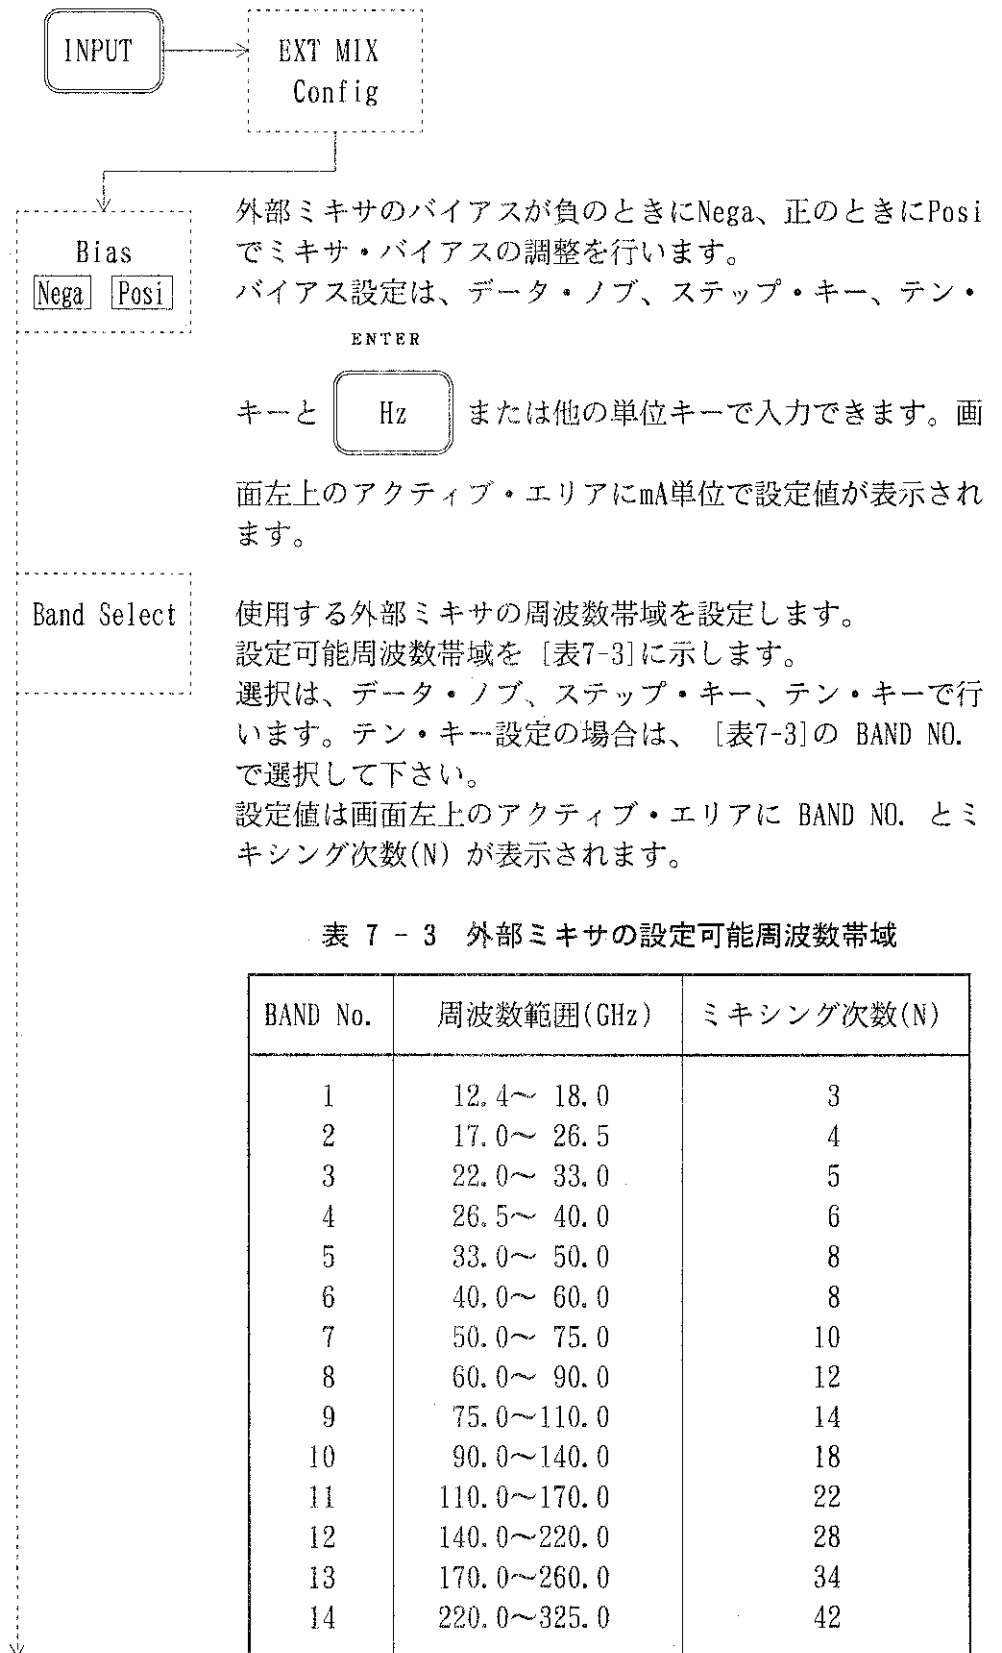 INPUT
EXT MIX
Config
Bias
Nega Posi
外部ミキサのバイアスが負のときにNega、正のときにPosi
でミキサ・バイアスの調整を行います。
バイアス設定は、データ・ノブ、ステップ・キー、テン・
ENTER
キーと Hz または他の単位キーで入力できます。画
面左上のアクティブ・エリアにmA単位で設定値が表示され
ます。
Band Select
使用する外部ミキサの周波数帯域を設定します。
設定可能周波数帯域を [表7-3]に示します。
選択は、データ・ノブ、ステップ・キー、テン・キーで行
います。テン・キー設定の場合は、 [表7-3]の BAND NO.
で選択して下さい。
設定値は画面左上のアクティブ・エリアに BAND NO. とミ
キシング次数(N) が表示されます。
表 7 - 3 外部ミキサの設定可能周波数帯域
BAND No. 周波数範囲(GHz) ミキシング次数(N)
1 12.4～ 18.0 3
2 17.0～ 26.5 4
3 22.0～ 33.0 5
4 26.5～ 40.0 6
5 33.0～ 50.0 8
6 40.0～ 60.0 8
7 50.0～ 75.0 10
8 60.0～ 90.0 12
9 75.0～110.0 14
10 90.0～140.0 18
11 110.0～170.0 22
12 140.0～220.0 28
13 170.0～260.0 34
14 220.0～325.0 42